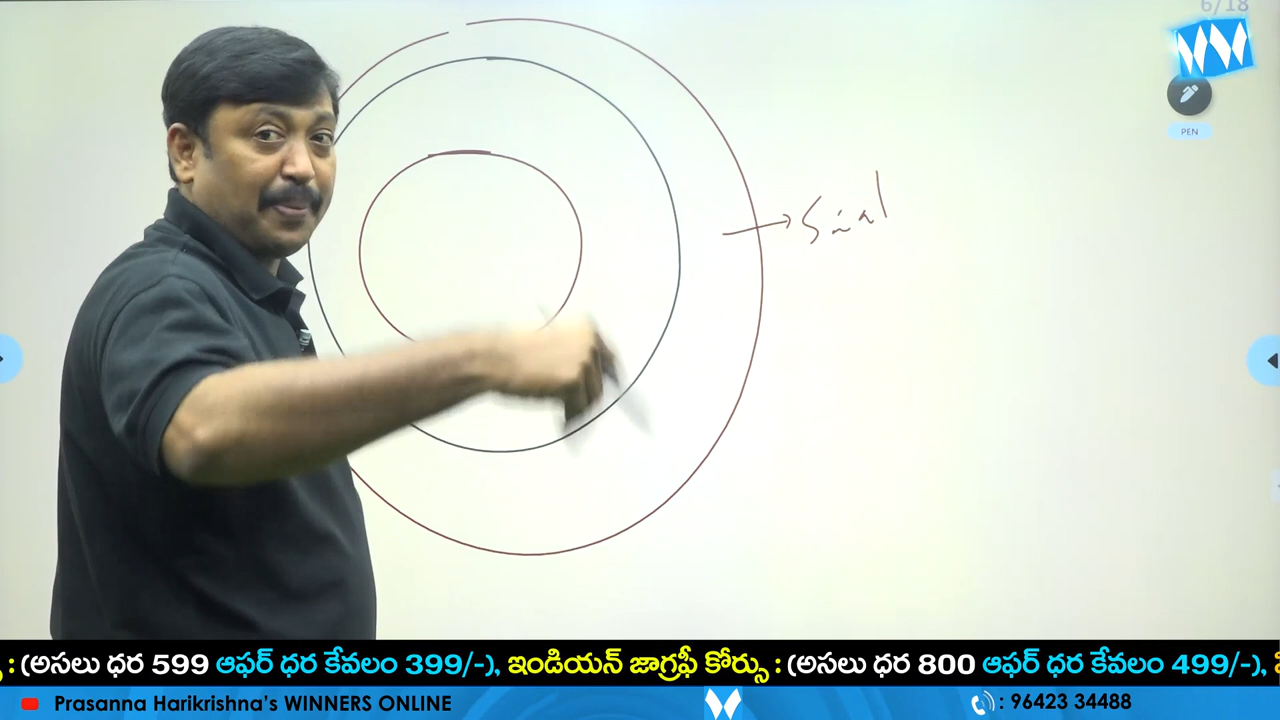 6/18
PEN
Sial
: (అసలు ధర 599 ఆఫర్ ధర కేవలం 399/-), ఇండియన్ జాగ్రఫీ కోర్సు : (అసలు ధర 800 ఆఫర్ ధర కేవలం 499/-),
Prasanna Harikrishna's WINNERS ONLINE
: 96423 34488